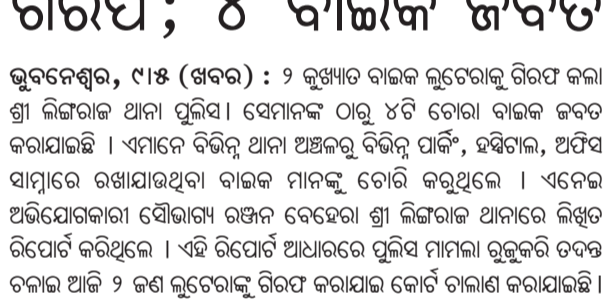 ଗିରଫ; ୪ ବାଇକ ଜବତ
ଭୁବନେଶ୍ୱର, ୯।୫ (ଖବର) : ୨ କୁଖ୍ୟାତ ବାଇକ ଲୁଟେରାକୁ ଗିରଫ କଲା
ଶ୍ରୀ ଲିଙ୍ଗରାଜ ଥାନା ପୁଲିସ। ସେମାନଙ୍କ ଠାରୁ ୪ଟି ଚୋରା ବାଇକ ଜବତ
କରାଯାଇଛି । ଏମାନେ ବିଭିନ୍ନ ଥାନା ଅଞ୍ଚଳରୁ ବିଭିନ୍ନ ପାର୍କିଂ, ହସ୍ପିଟାଲ, ଅଫିସ
ସାମ୍ନାରେ ରଖାଯାଉଥିବା ବାଇକ ମାନଙ୍କୁ ଚୋରି କରୁଥିଲେ । ଏନେଇ
ଅଭିଯୋଗକାରୀ ସୌଭାଗ୍ୟ ରଞ୍ଜନ ବେହେରା ଶ୍ରୀ ଲିଙ୍ଗରାଜ ଥାନାରେ ଲିଖିତ
ରିପୋର୍ଟ କରିଥିଲେ । ଏହି ରିପୋର୍ଟ ଆଧାରରେ ପୁଲିସ ମାମଲା ରୁଜୁକରି ତଦନ୍ତ
ଚଳାଇ ଆଜି ୨ ଜଣ ଲୁଟେରାଙ୍କୁ ଗିରଫ କରାଯାଇ କୋର୍ଟ ଚାଲାଣ କରାଯାଇଛି।